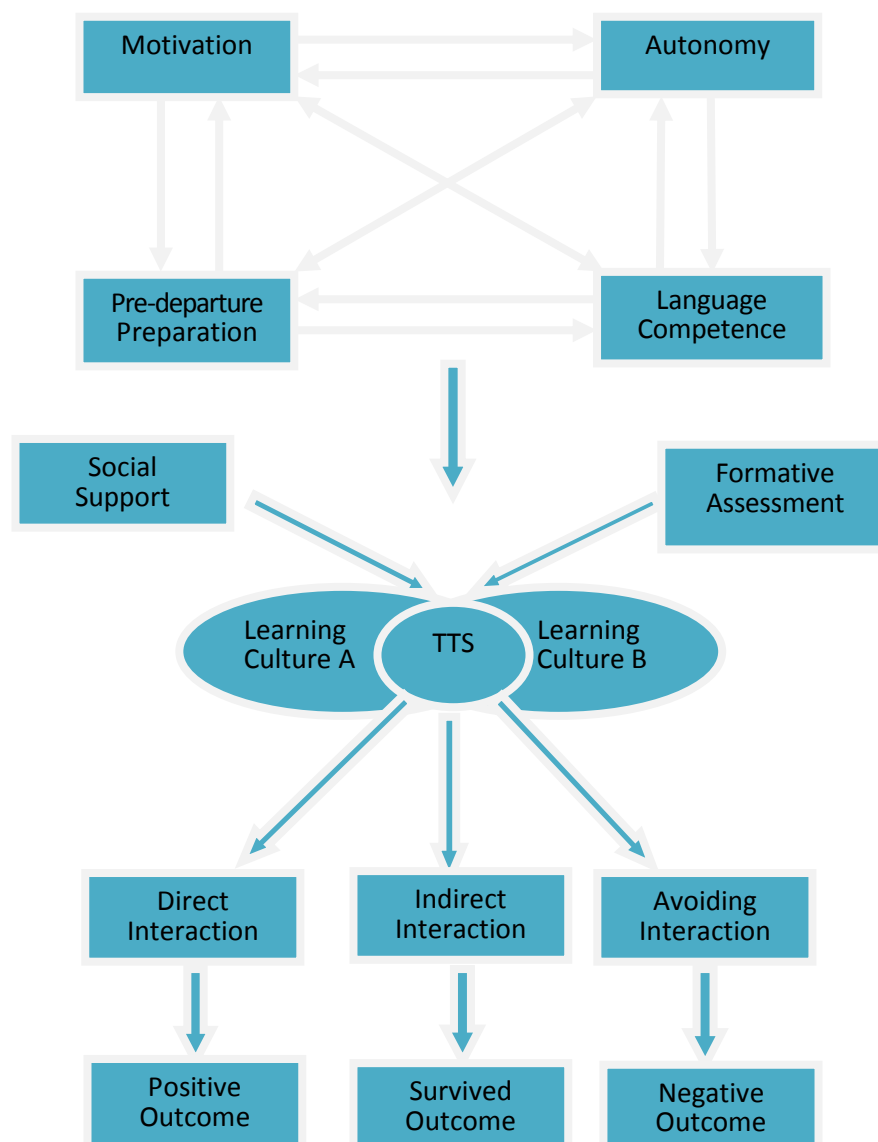 Motivation
Autonomy
Pre-departure
Preparation
Language
Competence
Social
Support
Formative
Assessment
Learning
Culture A
TTS
Learning
Culture B
Direct
Interaction
Indirect
Interaction
Avoiding
Interaction
Positive
Outcome
Survived
Outcome
Negative
Outcome